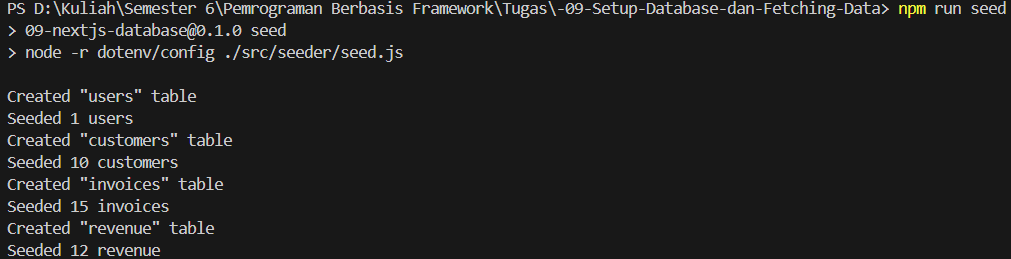 PS D:\Kuliah\Semester 6\Pemrograman Berbasis Framework\Tugas\-09-Setup-Database-dan-Fetching-Data> npm run seed
> 09-nextjs-database@0.1.0 seed
> node -r dotenv/config ./src/seeder/seed.js
Created "users" table
Seeded 1 users
Created "customers" table
Seeded 10 customers
Created "invoices" table
Seeded 15 invoices
Created "revenue" table
Seeded 12 revenue